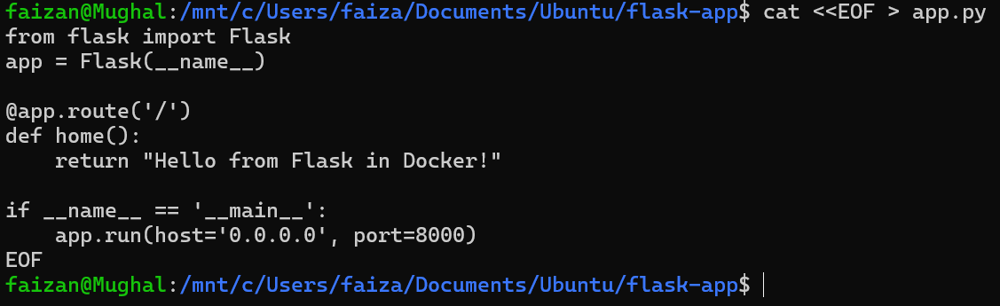 faizan@Mughal:/mnt/c/Users/faiza/Documents/Ubuntu/flask-app$ cat <<EOF > app.py
from flask import Flask
app = Flask(__name__)

@app.route('/')
def home():
    return "Hello from Flask in Docker!"

if __name__ == '__main__':
    app.run(host='0.0.0.0', port=8000)
EOF
faizan@Mughal:/mnt/c/Users/faiza/Documents/Ubuntu/flask-app$